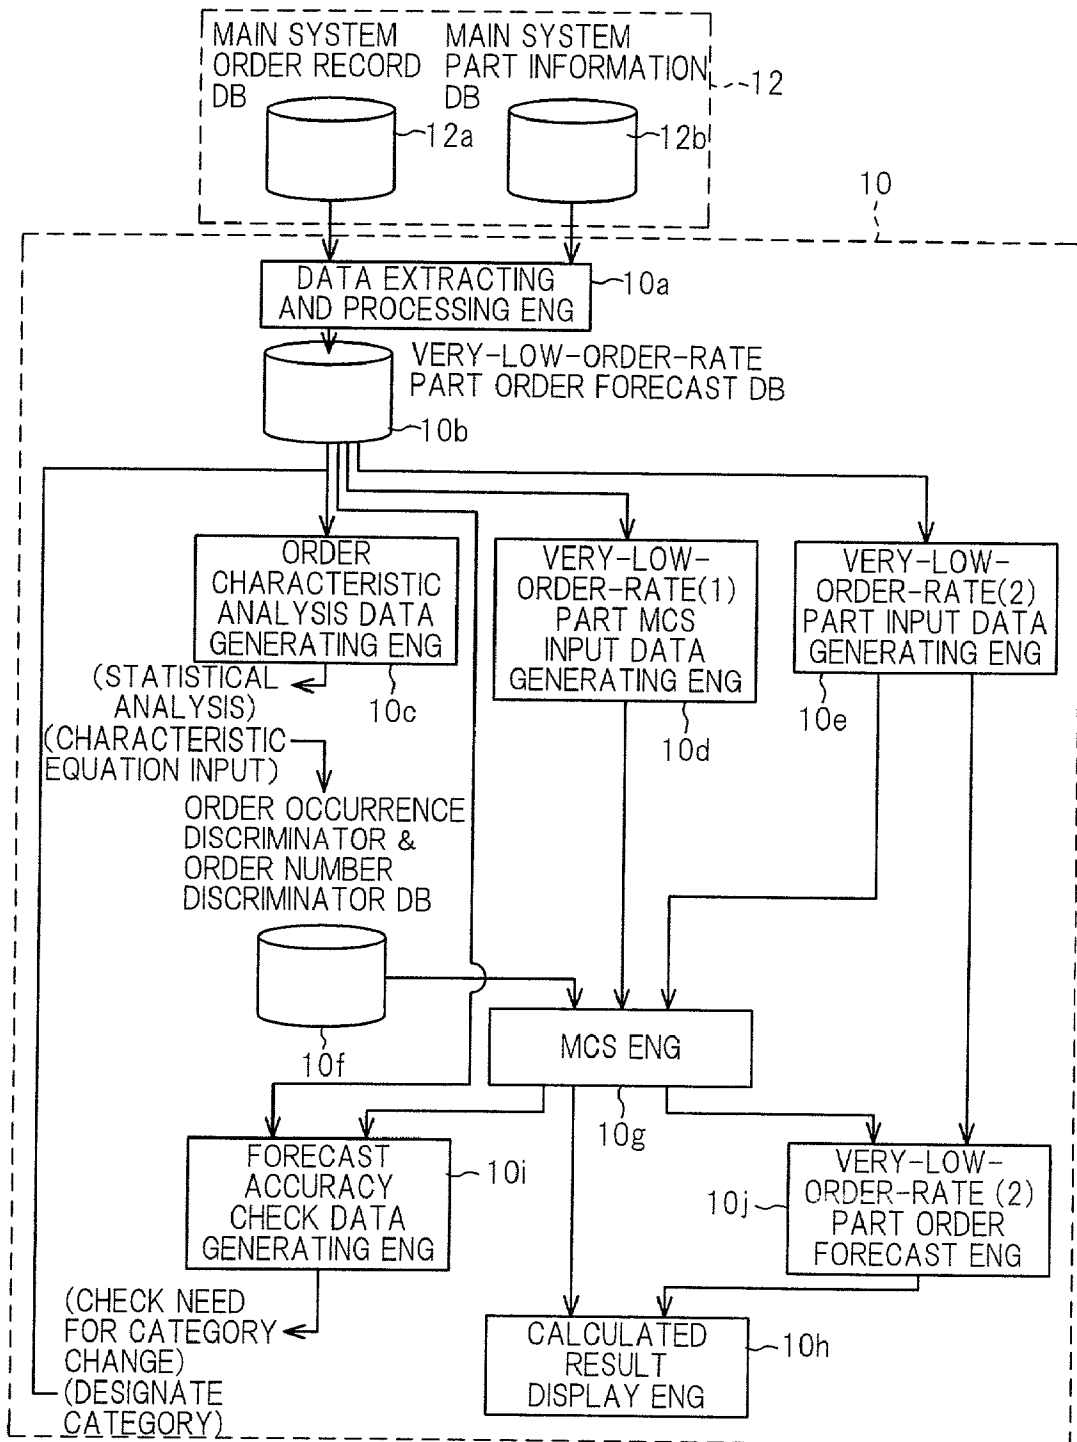 MAIN SYSTEM
ORDER RECORD
DB
MAIN SYSTEM
PART INFORMATION
DB
12
12a
12b
10
DATA EXTRACTING
AND PROCESSING ENG
10a
VERY-LOW-ORDER-RATE
PART ORDER FORECAST DB
10b
ORDER
CHARACTERISTIC
ANALYSIS DATA
GENERATING ENG
10c
VERY-LOW-
ORDER-RATE(1)
PART MCS
INPUT DATA
GENERATING ENG
10d
VERY-LOW-
ORDER-RATE(2)
PART INPUT DATA
GENERATING ENG
10e
(STATISTICAL
ANALYSIS)
(CHARACTERISTIC
EQUATION INPUT)
ORDER OCCURRENCE
DISCRIMINATOR &
ORDER NUMBER
DISCRIMINATOR DB
10f
MCS ENG
10g
FORECAST
ACCURACY
CHECK DATA
GENERATING ENG
10i
VERY-LOW-
ORDER-RATE (2)
PART ORDER
FORECAST ENG
10j
(CHECK NEED
FOR CATEGORY
CHANGE)
(DESIGNATE
CATEGORY)
CALCULATED
RESULT
DISPLAY ENG
10h